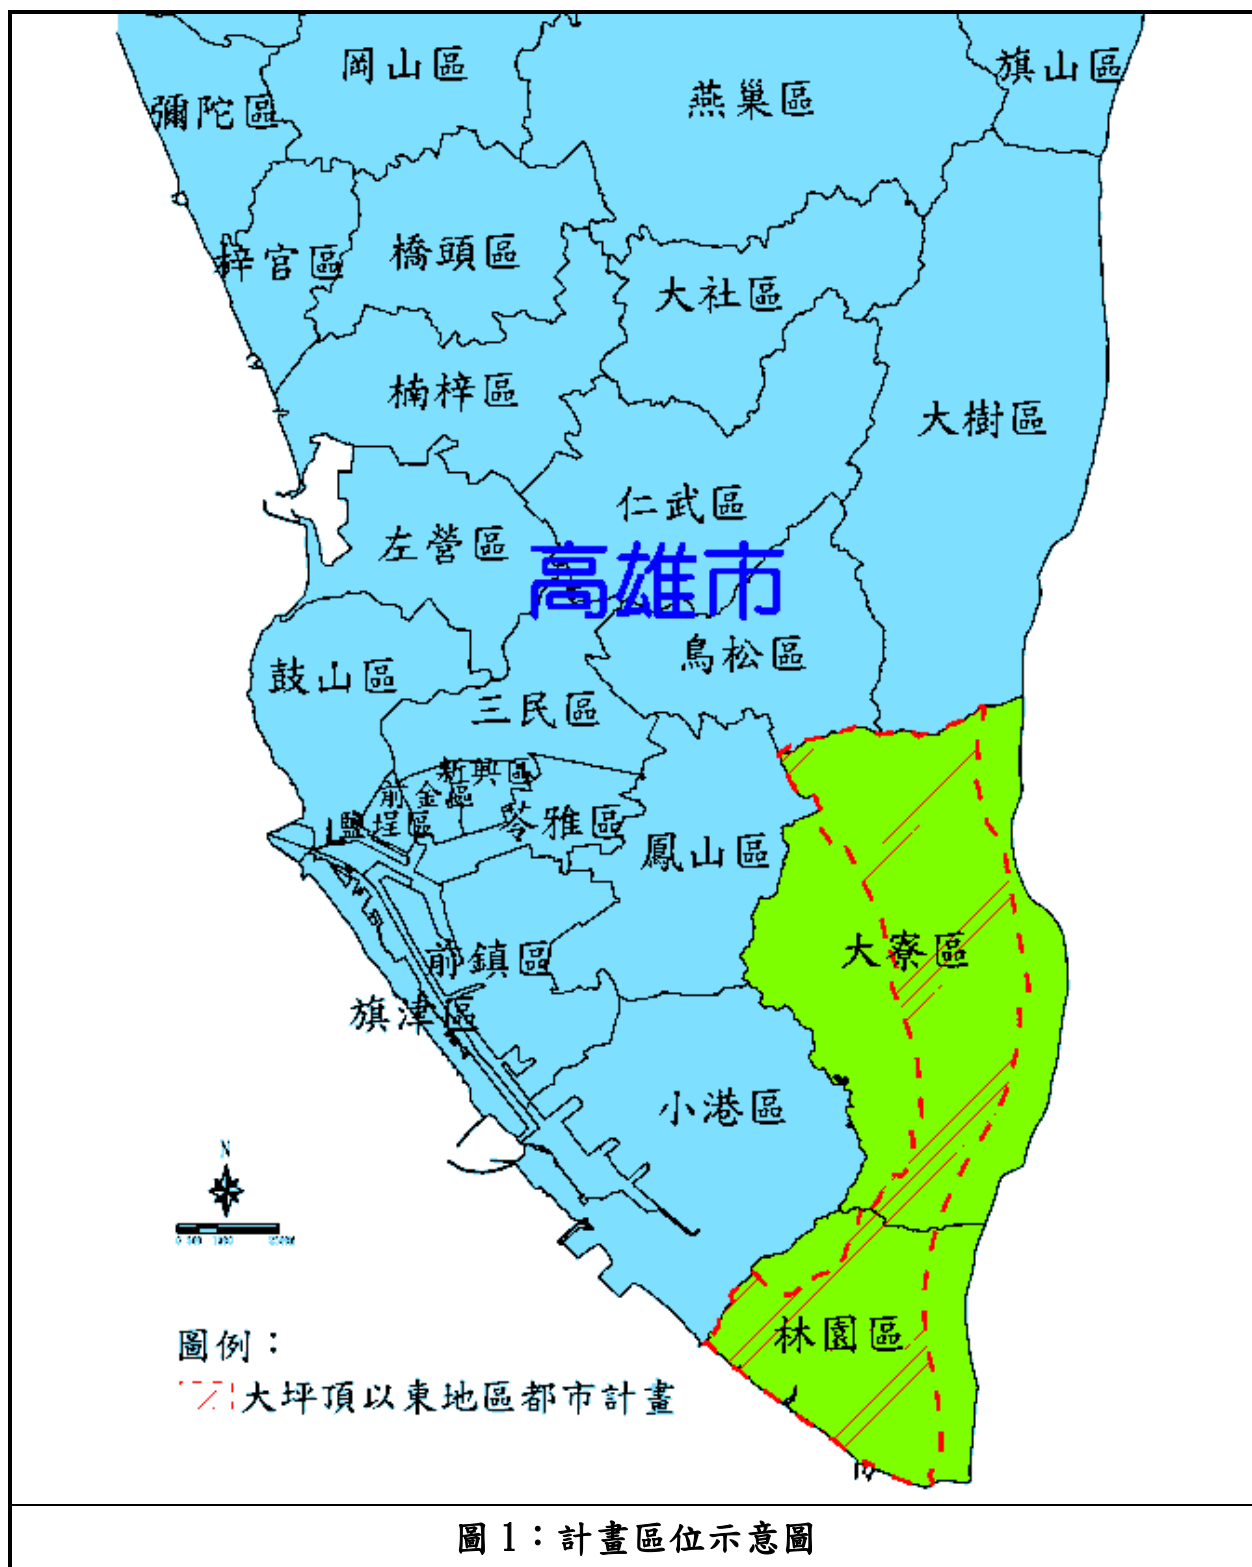 岡山區
旗山區
燕巢區
彌陀區
橋頭區
梓官區
大社區
楠梓區
大樹區
仁武區
左營區
高雄市
鳥松區
鼓山區
三民區
新興區
前金區
鹽埕區
苓雅區
鳳山區
大寮區
前鎮區
旗津區
小港區
N
林園區
圖例：
大坪頂以東地區都市計畫
圖 1：計畫區位示意圖